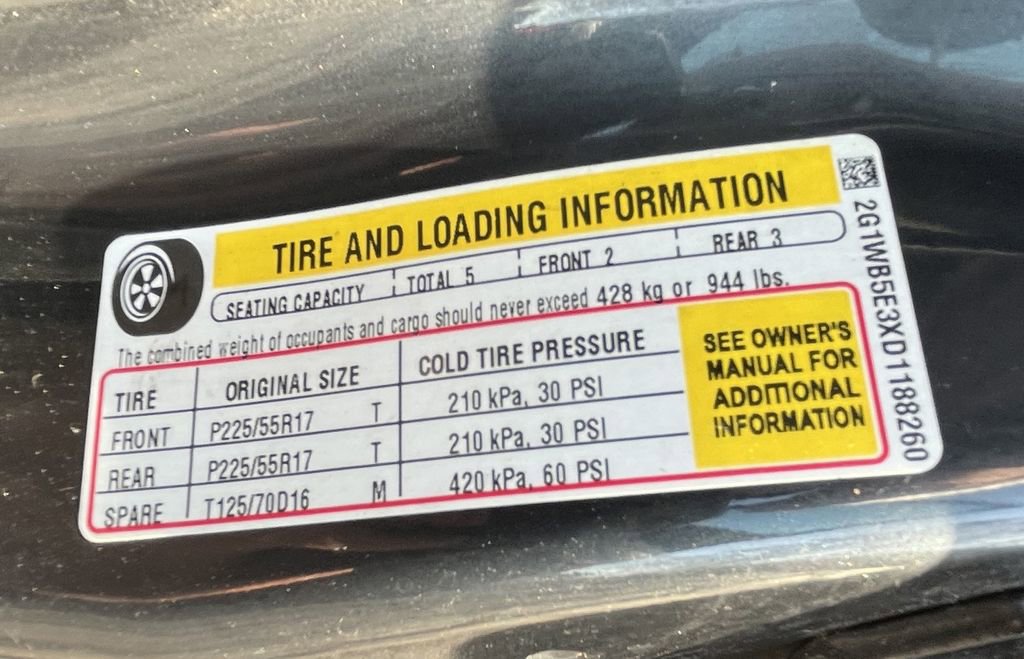 TIRE AND LOADING INFORMATION
SEATING CAPACITY TOTAL 5 FRONT 2 REAR 3
The combined weight of occupants and cargo should never exceed 428 kg or 944 lbs.
TIRE ORIGINAL SIZE COLD TIRE PRESSURE
FRONT P225/55R17 T 210 kPa, 30 PSI
REAR P225/55R17 T 210 kPa, 30 PSI
SPARE T125/70D16 M 420 kPa, 60 PSI
SEE OWNER'S
MANUAL FOR
ADDITIONAL
INFORMATION
2G1WB5E3XD1188260